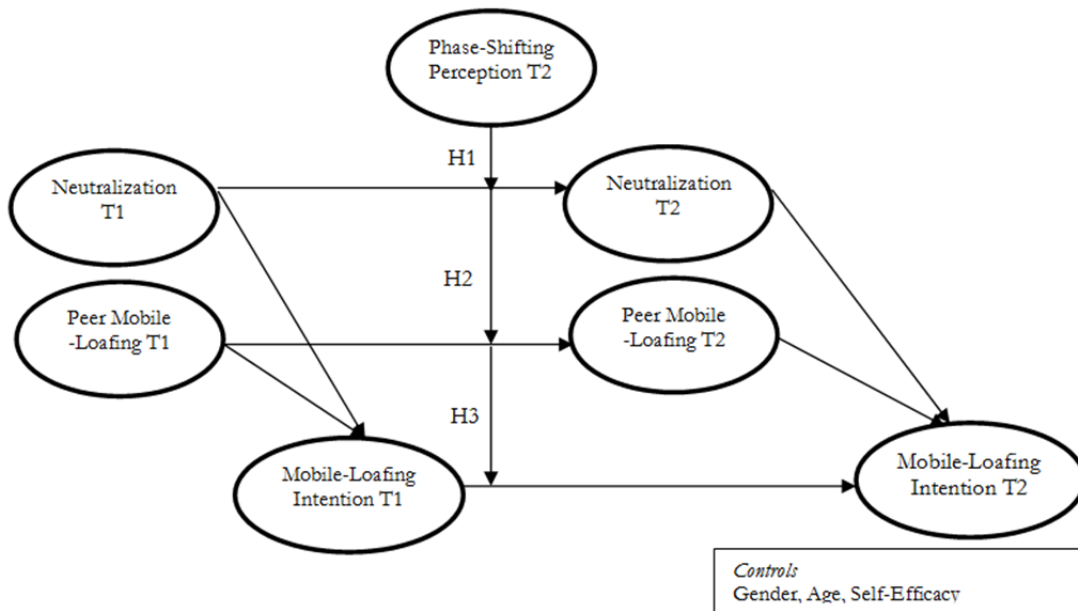 Phase-Shifting
Perception T2
H1
Neutralization
T1
Neutralization
T2
H2
Peer Mobile
-Loafing T1
Peer Mobile
-Loafing T2
H3
Mobile-Loafing
Intention T1
Mobile-Loafing
Intention T2
Controls
Gender, Age, Self-Efficacy